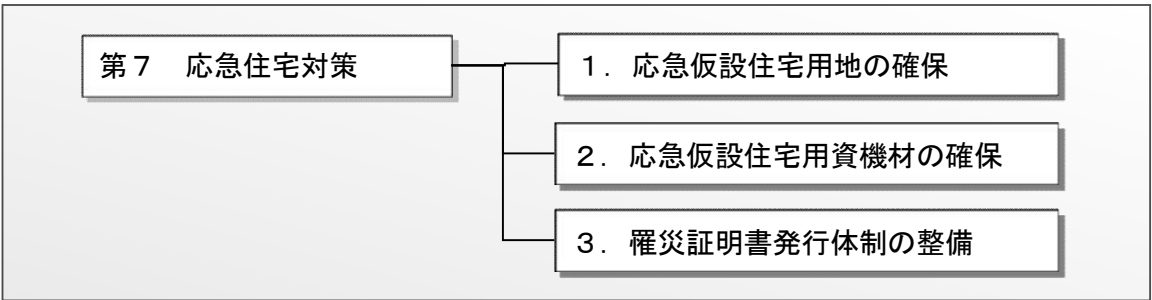 第７　応急住宅対策
１．応急仮設住宅用地の確保
２．応急仮設住宅用資機材の確保
３．罹災証明書発行体制の整備